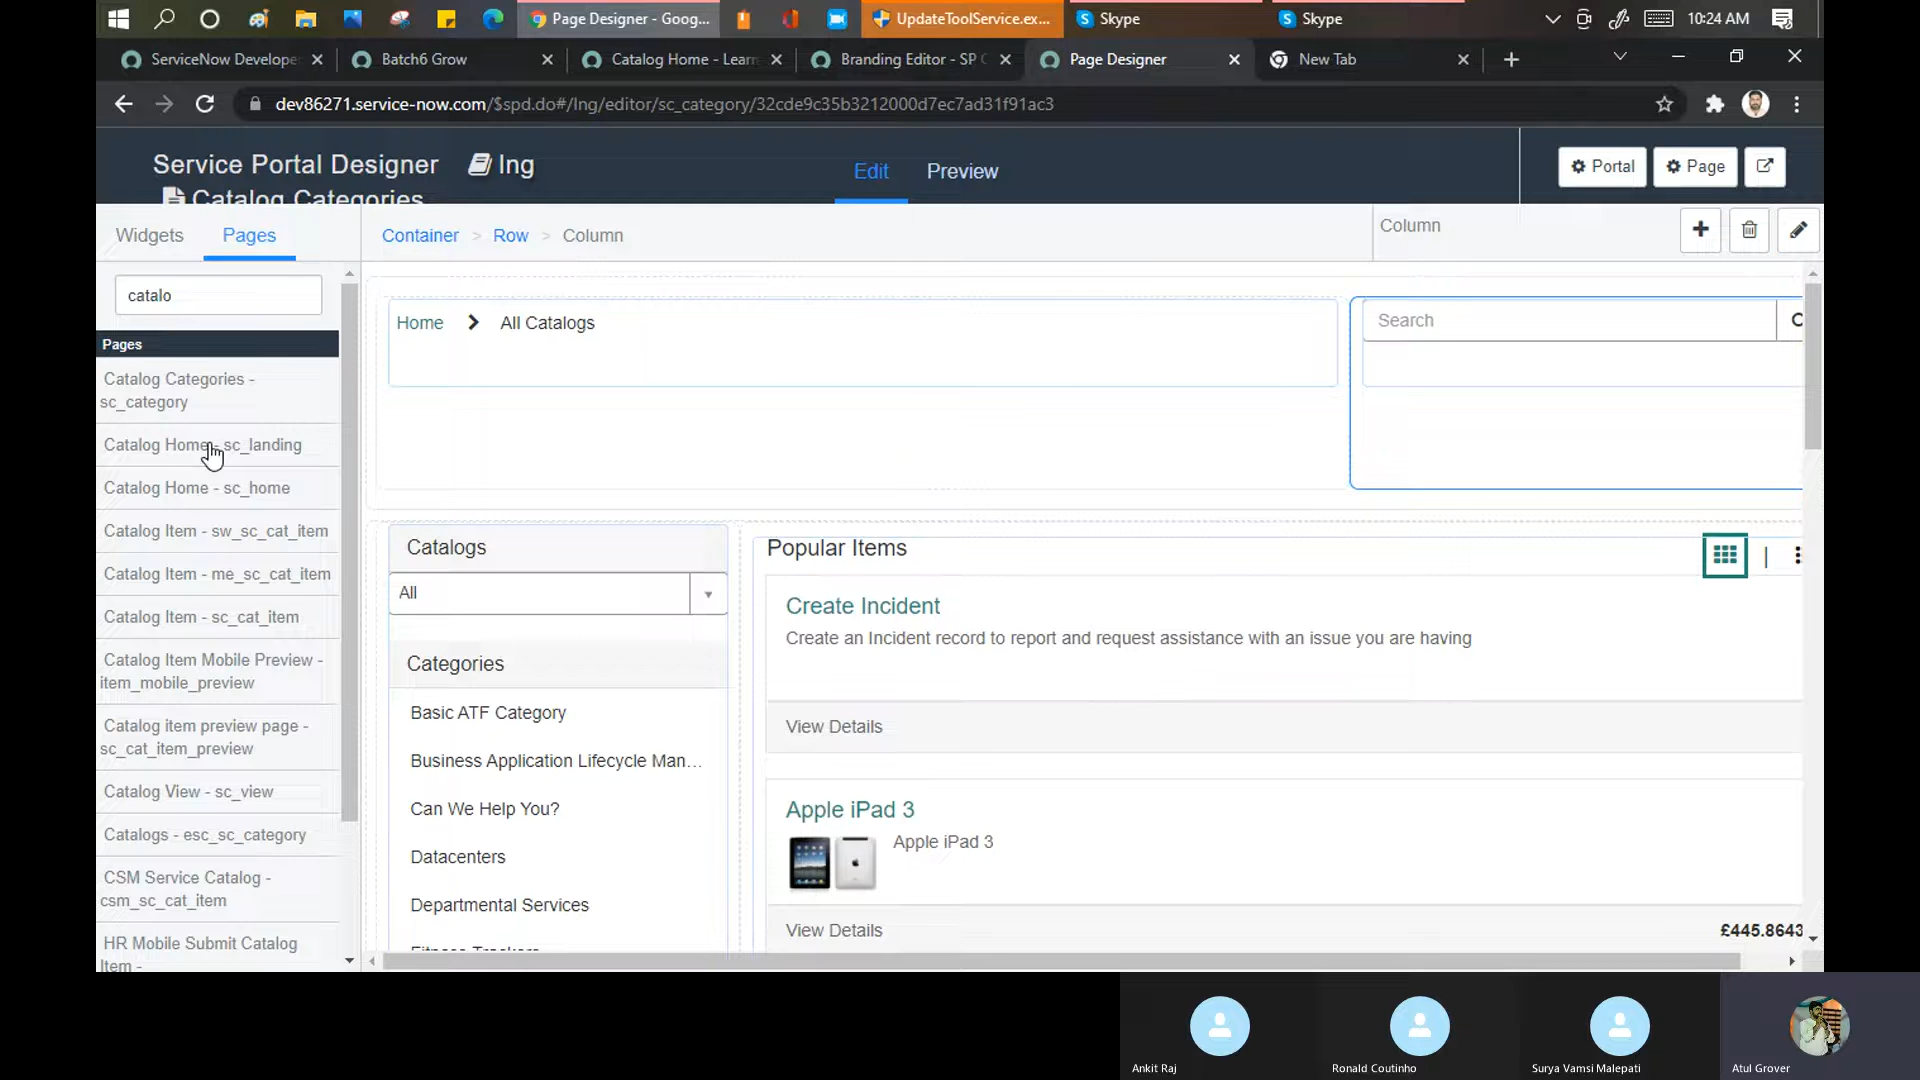 Page Designer - Goog...
UpdateToolService.ex...
Skype
Skype
10:24 AM
ServiceNow Develope
Batch6 Grow
Catalog Home - Learn
Branding Editor - SP C
Page Designer
New Tab
dev86271.service-now.com/$spd.do#/lng/editor/sc_category/32cde9c35b3212000d7ec7ad31f91ac3
Service Portal Designer
lng
Catalog Categories
Edit
Preview
Portal
Page
Widgets
Pages
Container > Row > Column
Column
catalo
Pages
Catalog Categories -
sc_category
Catalog Home - sc_landing
Catalog Home - sc_home
Catalog Item - sw_sc_cat_item
Catalog Item - me_sc_cat_item
Catalog Item - sc_cat_item
Catalog Item Mobile Preview -
item_mobile_preview
Catalog item preview page -
sc_cat_item_preview
Catalog View - sc_view
Catalogs - esc_sc_category
CSM Service Catalog -
csm_sc_cat_item
HR Mobile Submit Catalog
Item -
Home
All Catalogs
Search
Catalogs
All
Categories
Basic ATF Category
Business Application Lifecycle Man...
Can We Help You?
Datacenters
Departmental Services
Popular Items
Create Incident
Create an Incident record to report and request assistance with an issue you are having
View Details
Apple iPad 3
Apple iPad 3
View Details
£445.8643
Ankit Raj
Ronald Coutinho
Surya Vamsi Malepati
Atul Grover